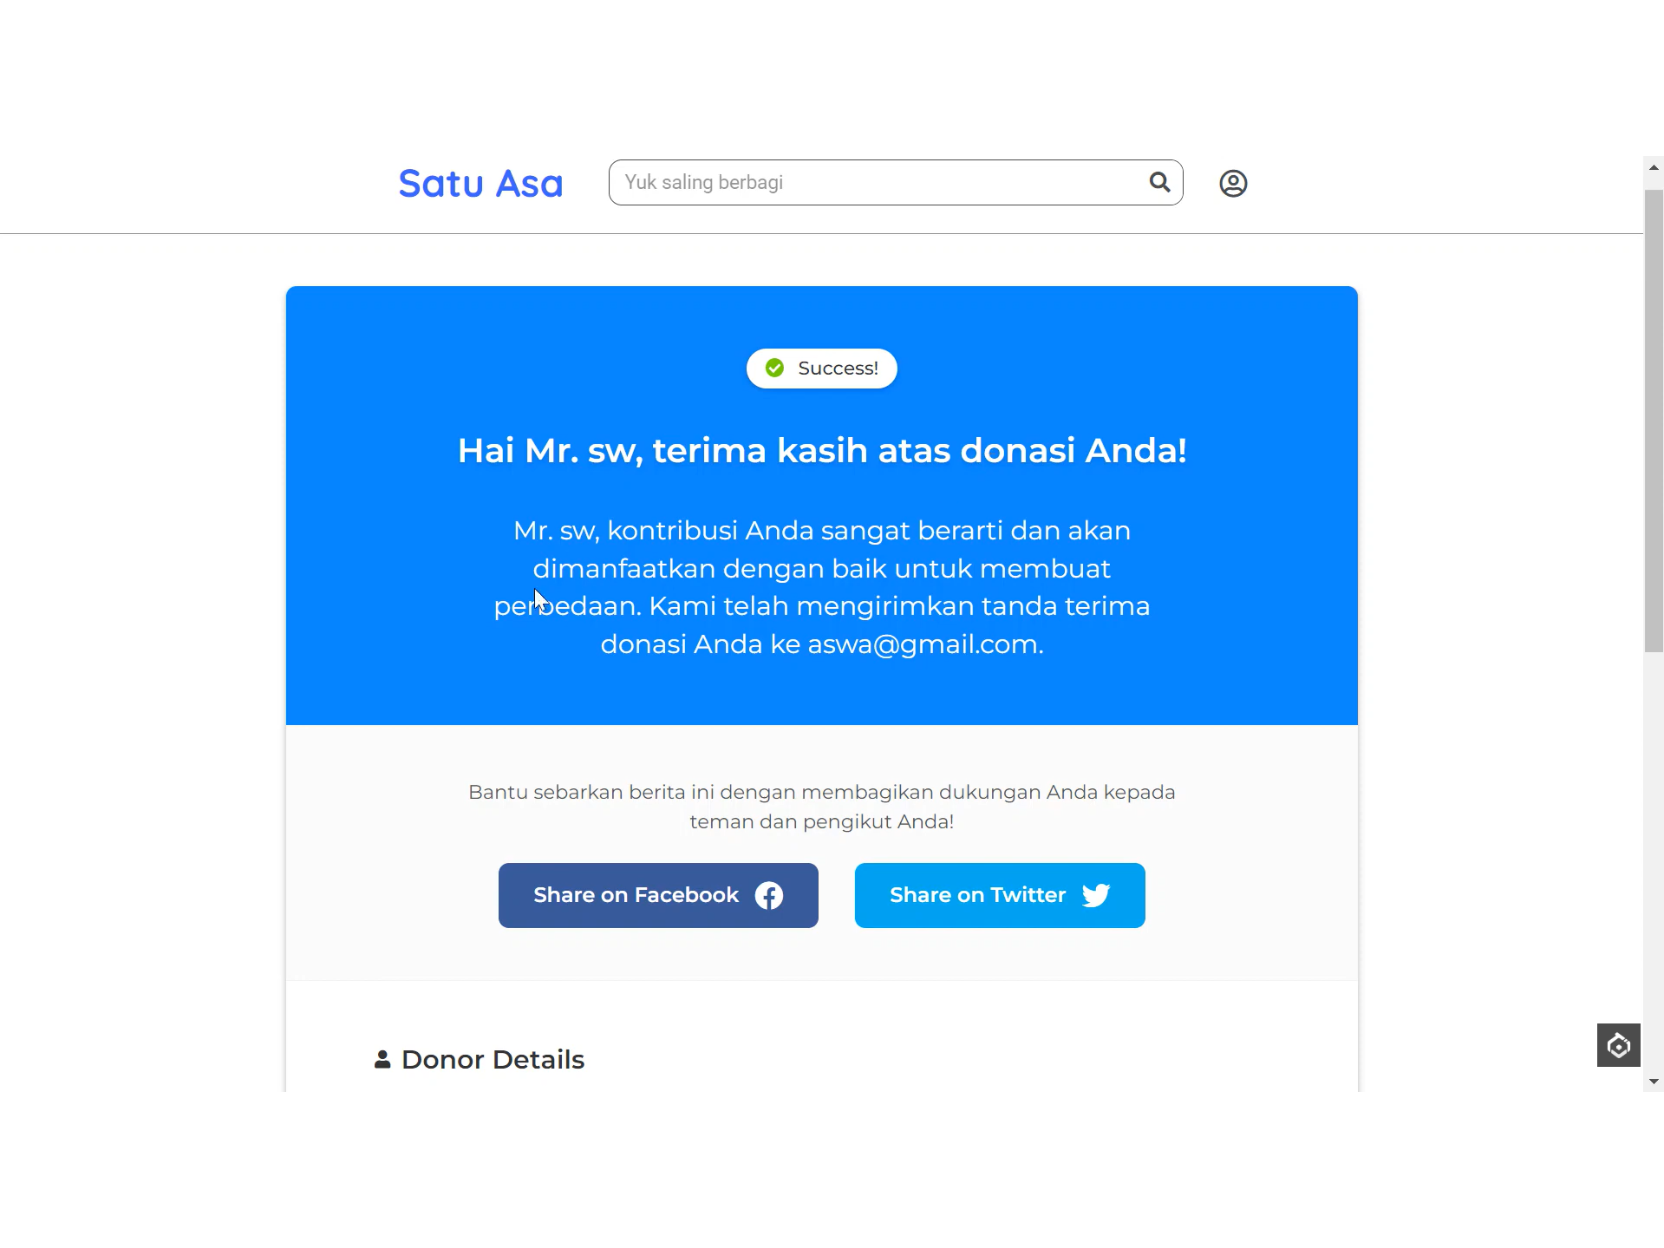 Satu Asa
Yuk saling berbagi
Success!
Hai Mr. sw, terima kasih atas donasi Anda!
Mr. sw, kontribusi Anda sangat berarti dan akan
dimanfaatkan dengan baik untuk membuat
perbedaan. Kami telah mengirimkan tanda terima
donasi Anda ke aswa@gmail.com.
Bantu sebarkan berita ini dengan membagikan dukungan Anda kepada
teman dan pengikut Anda!
Share on Facebook
Share on Twitter
Donor Details